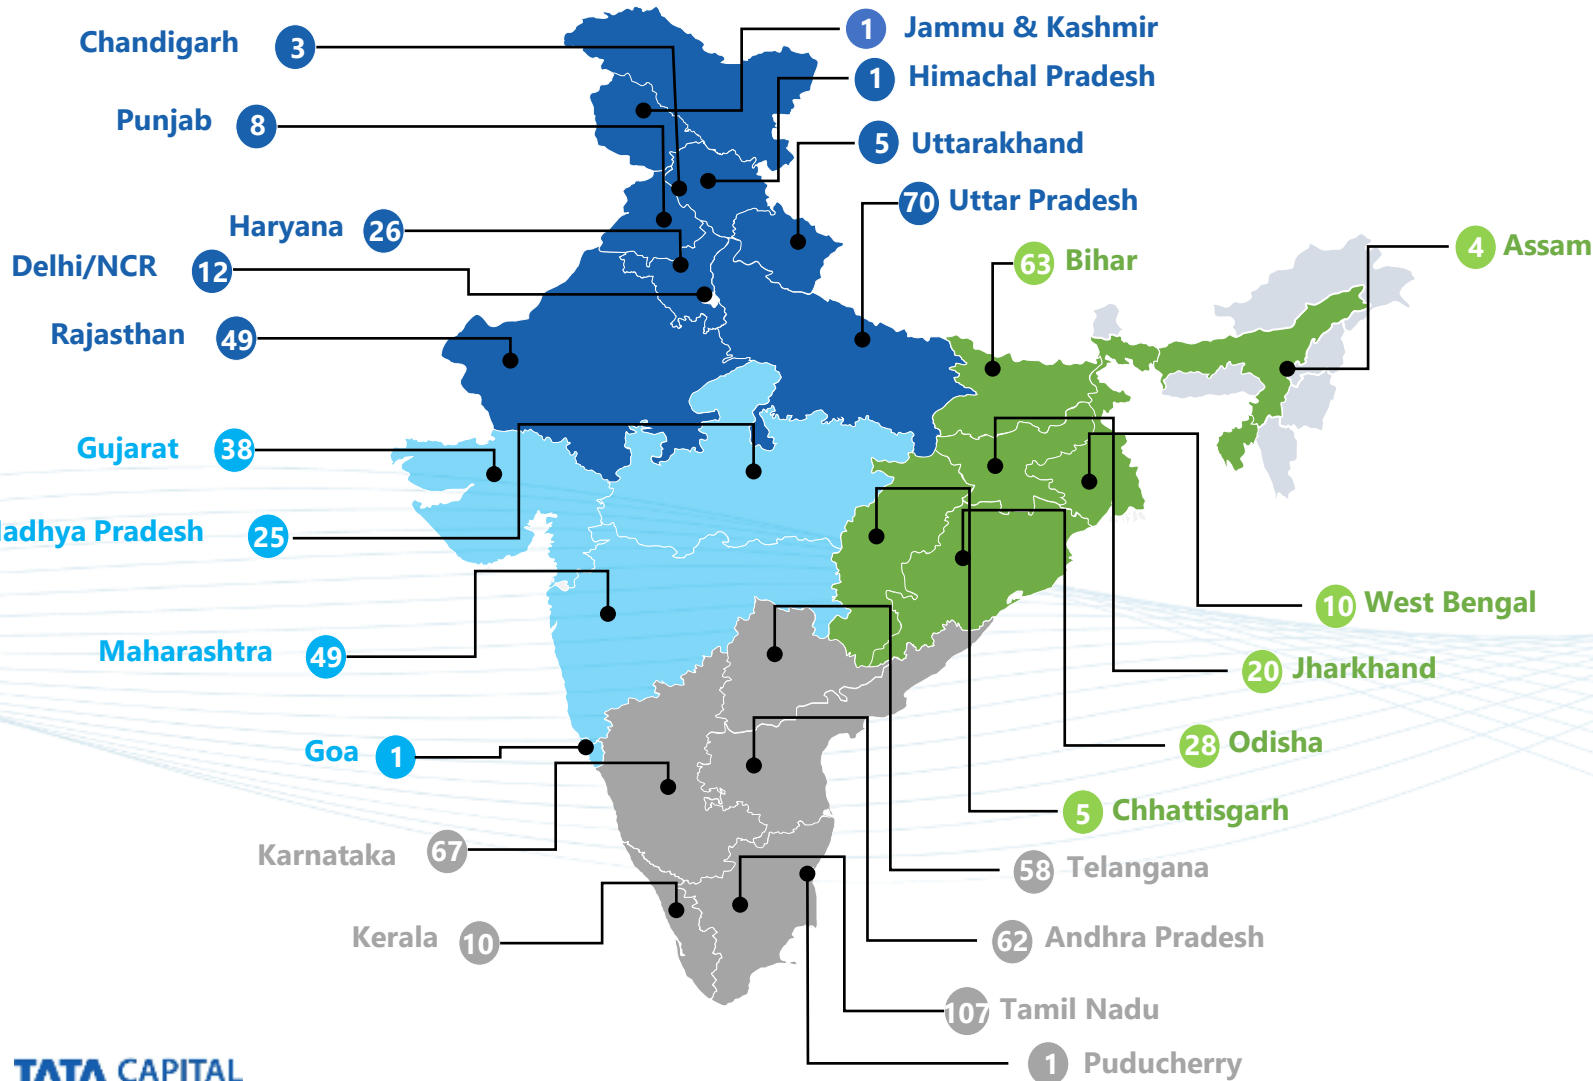 Chandigarh 3
1 Jammu & Kashmir
1 Himachal Pradesh
Punjab 8
5 Uttarakhand
70 Uttar Pradesh
Haryana 26
4 Assam
63 Bihar
Delhi/NCR 12
Rajasthan 49
Gujarat 38
adhya Pradesh 25
10 West Bengal
Maharashtra 49
20 Jharkhand
28 Odisha
Goa 1
5 Chhattisgarh
Karnataka 67
58 Telangana
Kerala 10
62 Andhra Pradesh
107 Tamil Nadu
1 Puducherry
TATA CAPITAL